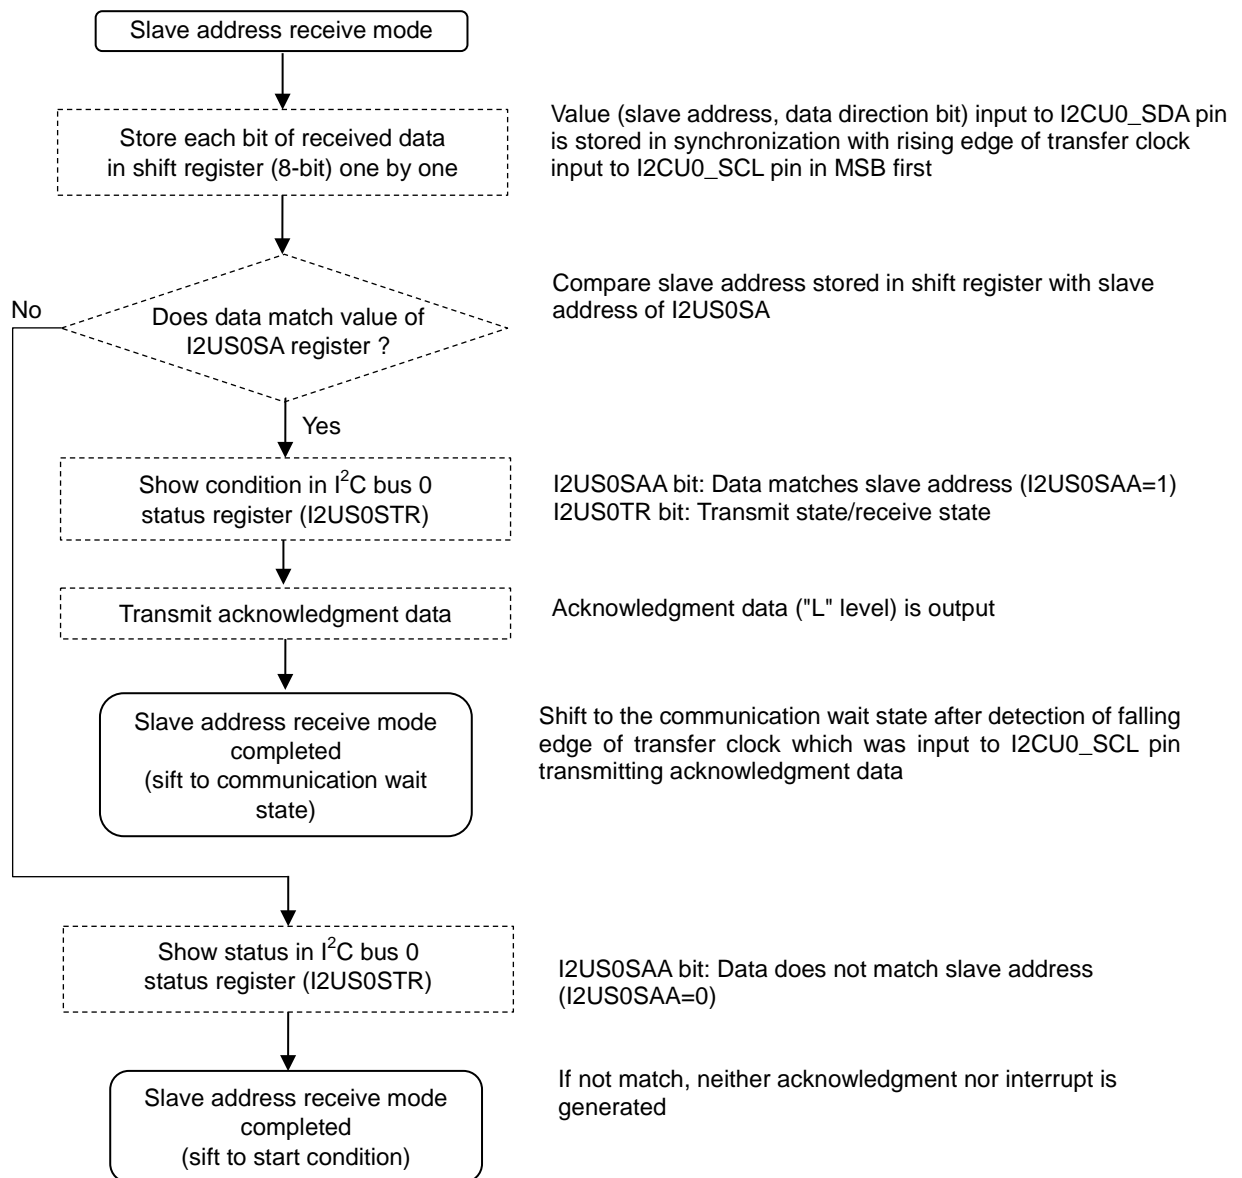 Slave address receive mode
Store each bit of received data
in shift register (8-bit) one by one
Value (slave address, data direction bit) input to I2CU0_SDA pin
is stored in synchronization with rising edge of transfer clock
input to I2CU0_SCL pin in MSB first
No
Does data match value of
I2US0SA register ?
Compare slave address stored in shift register with slave
address of I2US0SA
Yes
Show condition in I²C bus 0
status register (I2US0STR)
I2US0SAA bit: Data matches slave address (I2US0SAA=1)
I2US0TR bit: Transmit state/receive state
Transmit acknowledgment data
Acknowledgment data ("L" level) is output
Slave address receive mode
completed
(sift to communication wait
state)
Shift to the communication wait state after detection of falling
edge of transfer clock which was input to I2CU0_SCL pin
transmitting acknowledgment data
Show status in I²C bus 0
status register (I2US0STR)
I2US0SAA bit: Data does not match slave address
(I2US0SAA=0)
Slave address receive mode
completed
(sift to start condition)
If not match, neither acknowledgment nor interrupt is
generated